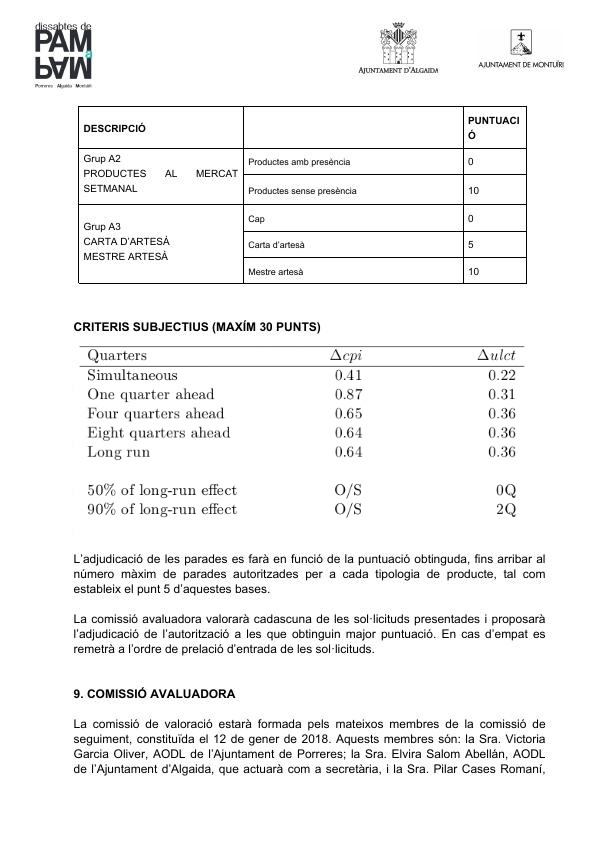 dissabtes de
PAM
a
PAM
Porreres Algaida Montuïri
AJUNTAMENT D'ALGAIDA
AJUNTAMENT DE MONTUÏRI
DESCRIPCIÓ
PUNTUACI
Ó
Grup A2
PRODUCTES AL MERCAT
SETMANAL
Productes amb presència 0
Productes sense presència 10
Grup A3
CARTA D'ARTESÀ
MESTRE ARTESÀ
Cap 0
Carta d'artesà 5
Mestre artesà 10
CRITERIS SUBJECTIUS (MAXÍM 30 PUNTS)
Quarters Δcpi Δulct
Simultaneous 0.41 0.22
One quarter ahead 0.87 0.31
Four quarters ahead 0.65 0.36
Eight quarters ahead 0.64 0.36
Long run 0.64 0.36
50% of long-run effect O/S 0Q
90% of long-run effect O/S 2Q
L'adjudicació de les parades es farà en funció de la puntuació obtinguda, fins arribar al
número màxim de parades autoritzades per a cada tipologia de producte, tal com
estableix el punt 5 d'aquestes bases.
La comissió avaluadora valorarà cadascuna de les sol·licituds presentades i proposarà
l'adjudicació de l'autorització a les que obtinguin major puntuació. En cas d'empat es
remetrà a l'ordre de prelació d'entrada de les sol·licituds.
9. COMISSIÓ AVALUADORA
La comissió de valoració estarà formada pels mateixos membres de la comissió de
seguiment, constituïda el 12 de gener de 2018. Aquests membres són: la Sra. Victoria
Garcia Oliver, AODL de l'Ajuntament de Porreres; la Sra. Elvira Salom Abellán, AODL
de l'Ajuntament d'Algaida, que actuarà com a secretària, i la Sra. Pilar Cases Romaní,